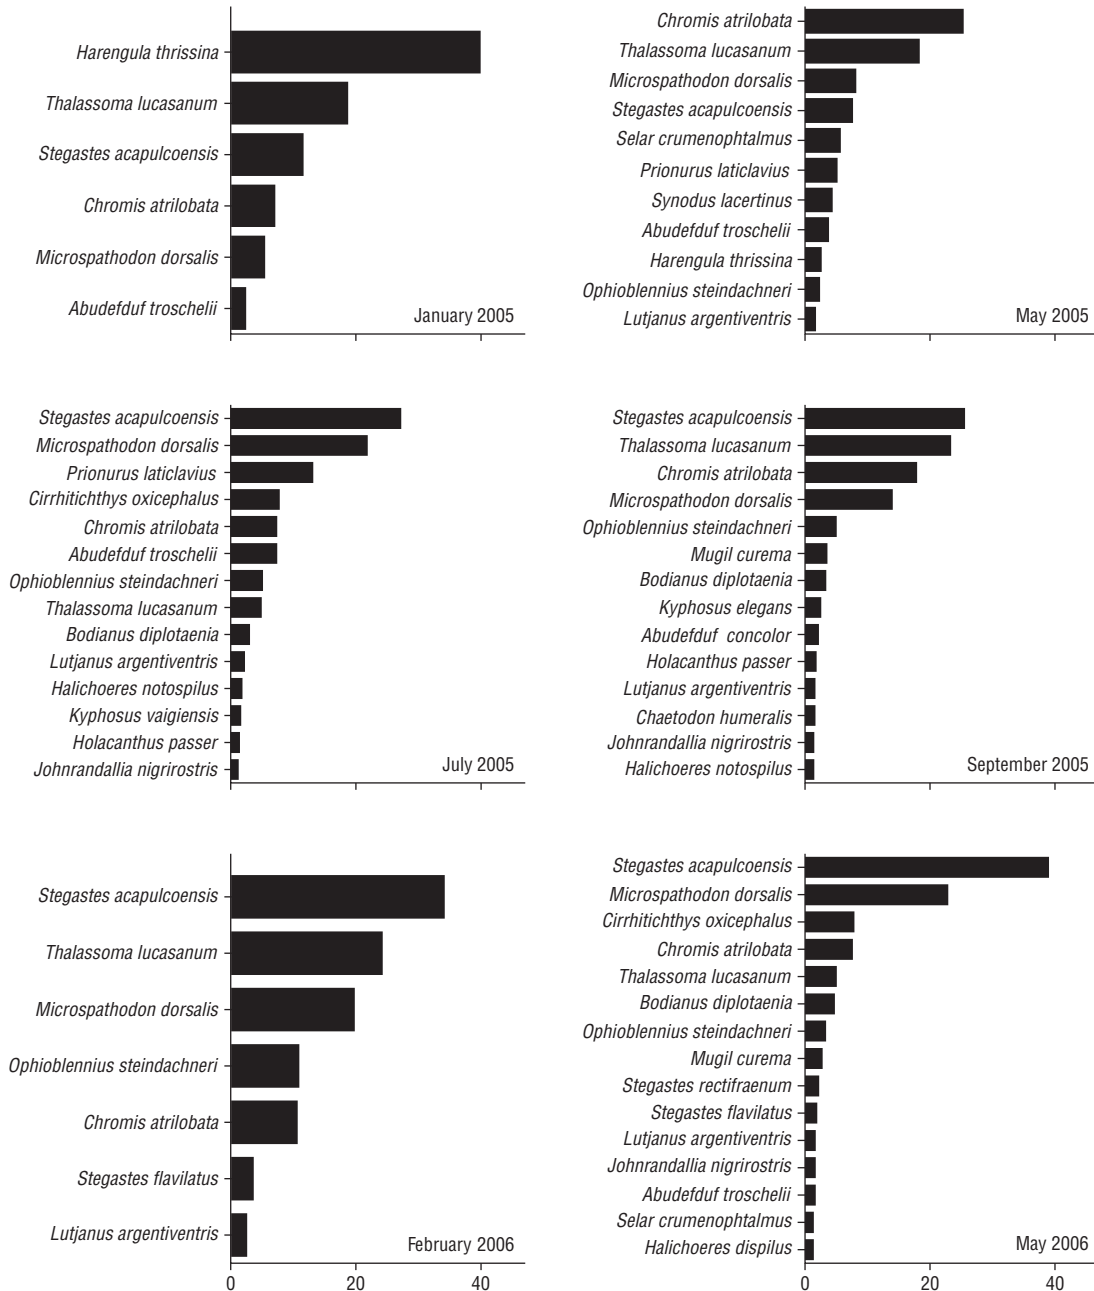 Harengula thrissina
Thalassoma lucasanum
Stegastes acapulcoensis
Chromis atrilobata
Microspathodon dorsalis
Abudefduf troschelii
January 2005
Chromis atrilobata
Thalassoma lucasanum
Microspathodon dorsalis
Stegastes acapulcoensis
Selar crumenophtalmus
Prionurus laticlavius
Synodus lacertinus
Abudefduf troschelii
Harengula thrissina
Ophioblennius steindachneri
Lutjanus argentiventris
May 2005
Stegastes acapulcoensis
Microspathodon dorsalis
Prionurus laticlavius
Cirrhitichthys oxicephalus
Chromis atrilobata
Abudefduf troschelii
Ophioblennius steindachneri
Thalassoma lucasanum
Bodianus diplotaenia
Lutjanus argentiventris
Halichoeres notospilus
Kyphosus vaigiensis
Holacanthus passer
Johnrandallia nigrirostris
July 2005
Stegastes acapulcoensis
Thalassoma lucasanum
Chromis atrilobata
Microspathodon dorsalis
Ophioblennius steindachneri
Mugil curema
Bodianus diplotaenia
Kyphosus elegans
Abudefduf concolor
Holacanthus passer
Lutjanus argentiventris
Chaetodon humeralis
Johnrandallia nigrirostris
Halichoeres notospilus
September 2005
Stegastes acapulcoensis
Thalassoma lucasanum
Microspathodon dorsalis
Ophioblennius steindachneri
Chromis atrilobata
Stegastes flavilatus
Lutjanus argentiventris
February 2006
0 20 40
Stegastes acapulcoensis
Microspathodon dorsalis
Cirrhitichthys oxicephalus
Chromis atrilobata
Thalassoma lucasanum
Bodianus diplotaenia
Ophioblennius steindachneri
Mugil curema
Stegastes rectifraenum
Stegastes flavilatus
Lutjanus argentiventris
Johnrandallia nigrirostris
Abudefduf troschelii
Selar crumenophtalmus
Halichoeres dispilus
May 2006
0 20 40